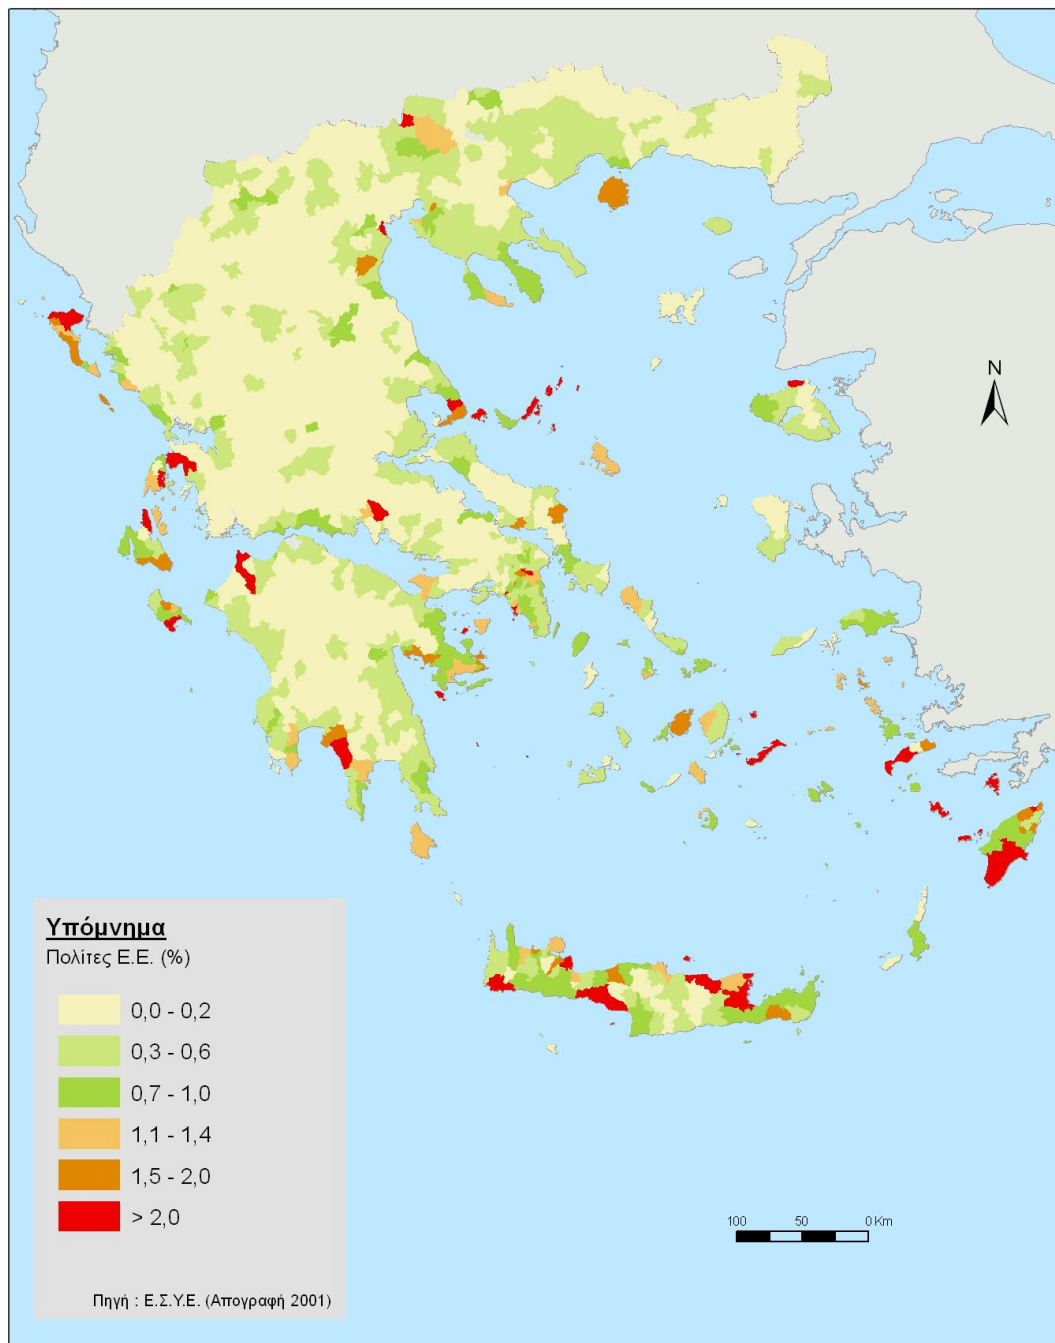 N
Υπόμνημα
Πολίτες Ε.Ε. (%)
0,0 - 0,2
0,3 - 0,6
0,7 - 1,0
1,1 - 1,4
1,5 - 2,0
> 2,0
Πηγή : Ε.Σ.Υ.Ε. (Απογραφή 2001)
100 50 0 Km